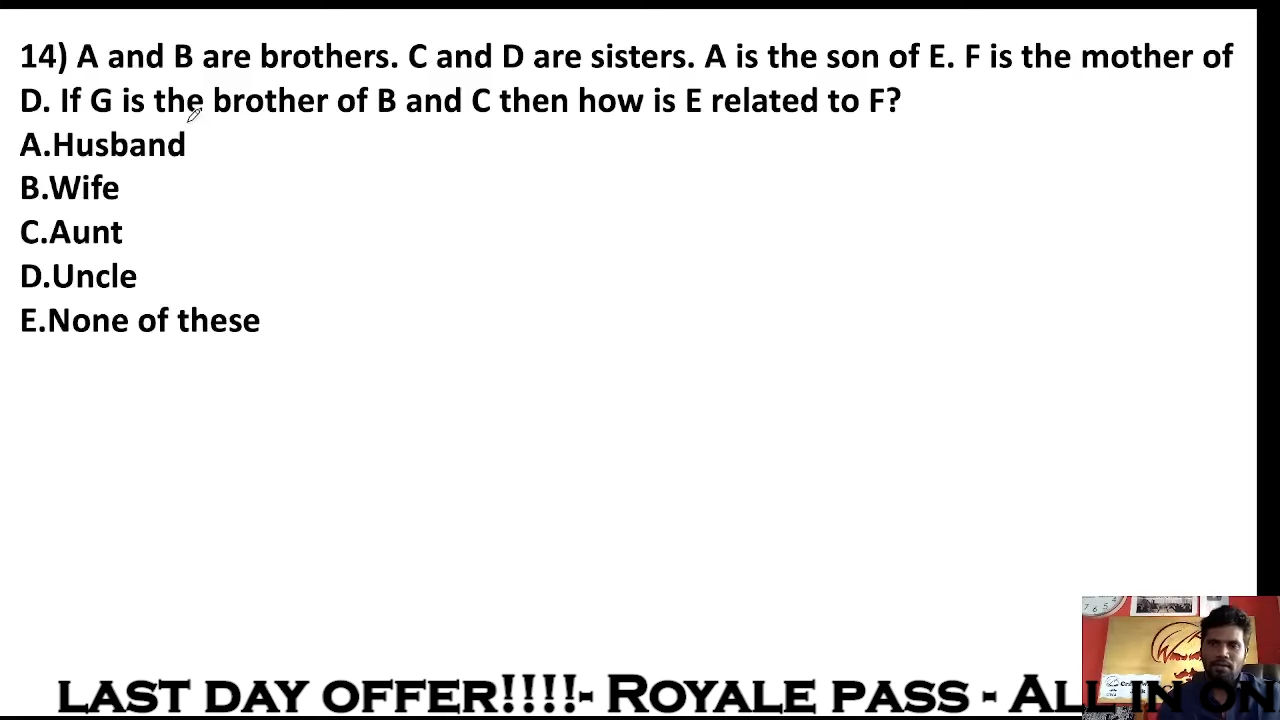 14) A and B are brothers. C and D are sisters. A is the son of E. F is the mother of
D. If G is the brother of B and C then how is E related to F?
A.Husband
B.Wife
C.Aunt
D.Uncle
E.None of these
LAST DAY OFFER!!!!- ROYALE PASS - ALL IN ON